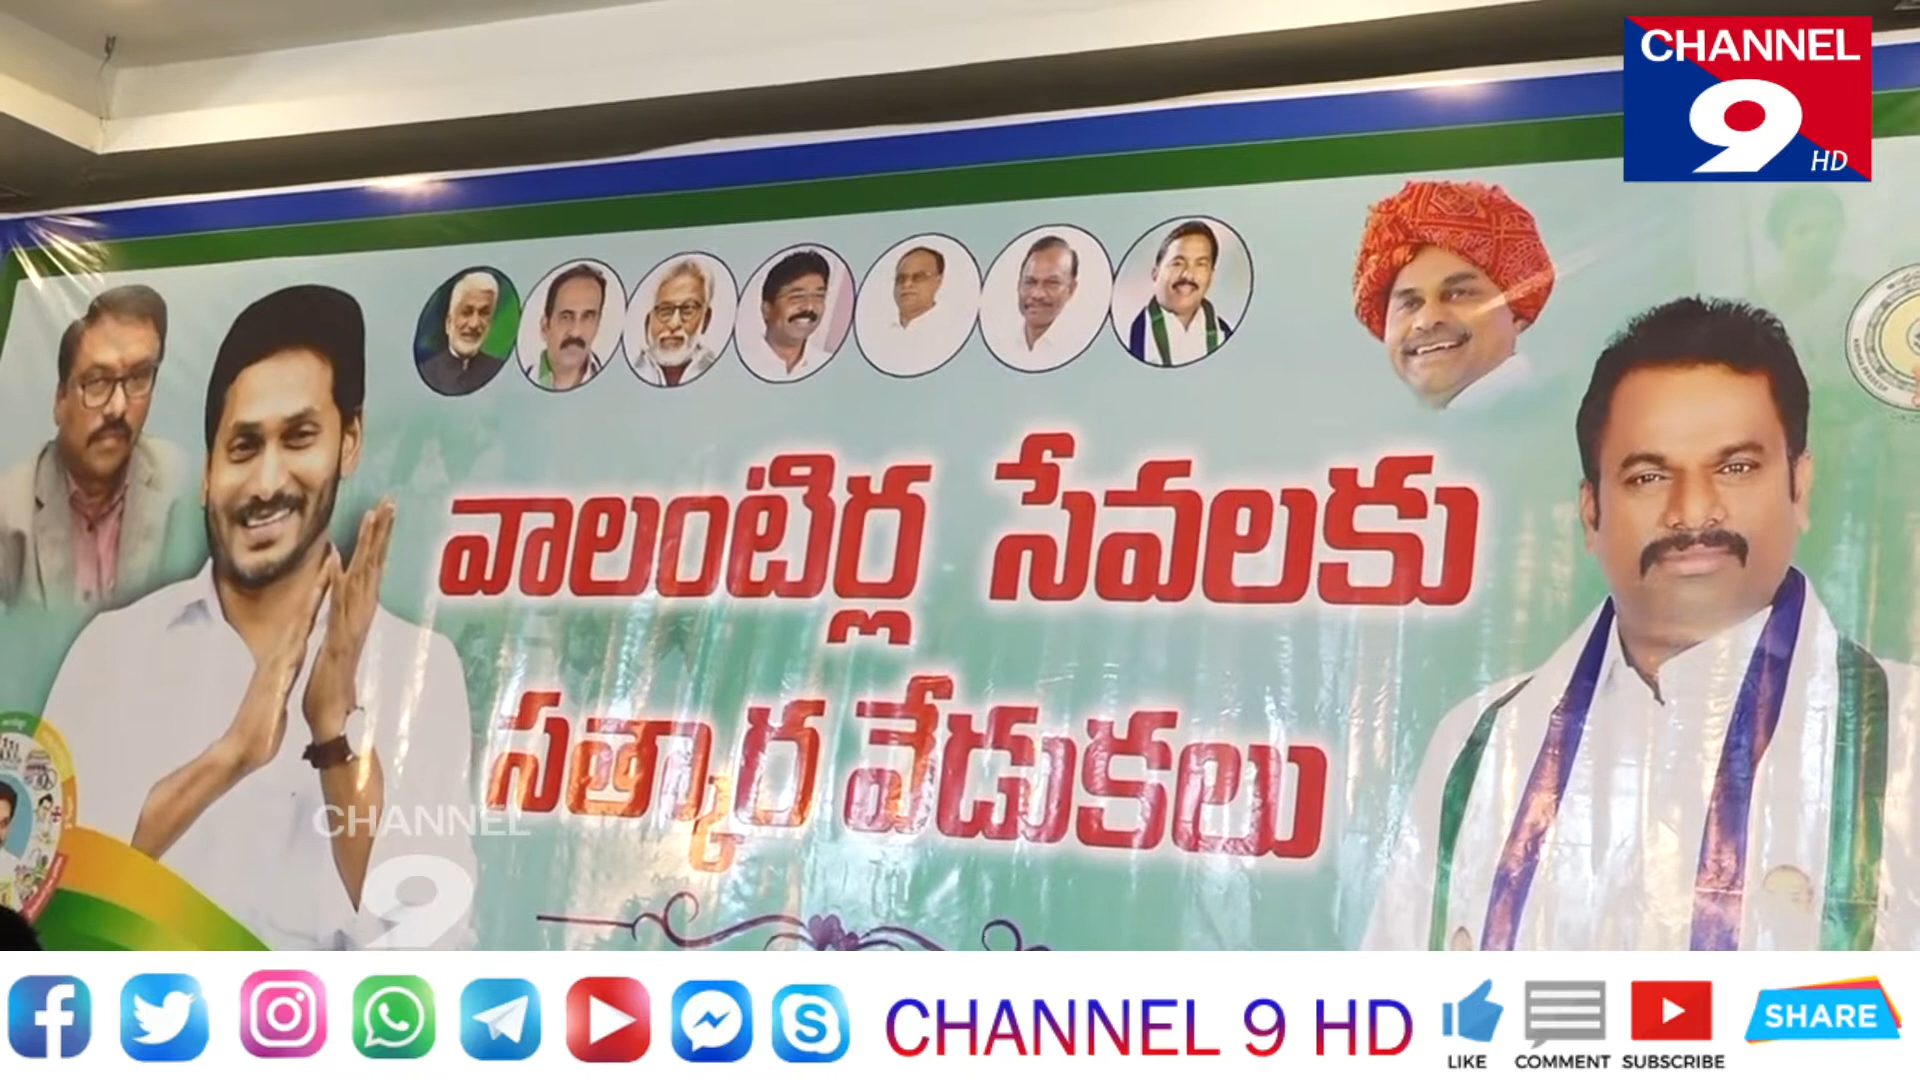 CHANNEL
9
HD
వాలంటీర్ల సేవలకు
సత్కార వేడుకలు
CHANNEL
9
CHANNEL 9 HD
LIKE
COMMENT
SUBSCRIBE
SHARE